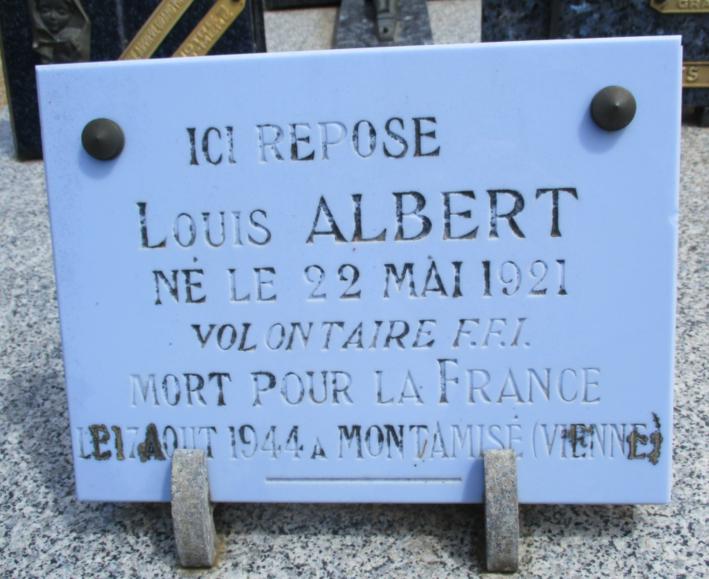 ICI REPOSE
LOUIS ALBERT
NÉ LE 22 MAI 1921
VOLONTAIRE F.F.I.
MORT POUR LA FRANCE
LE 17 AOUT 1944 A MONTAMISÉ (VIENNE)